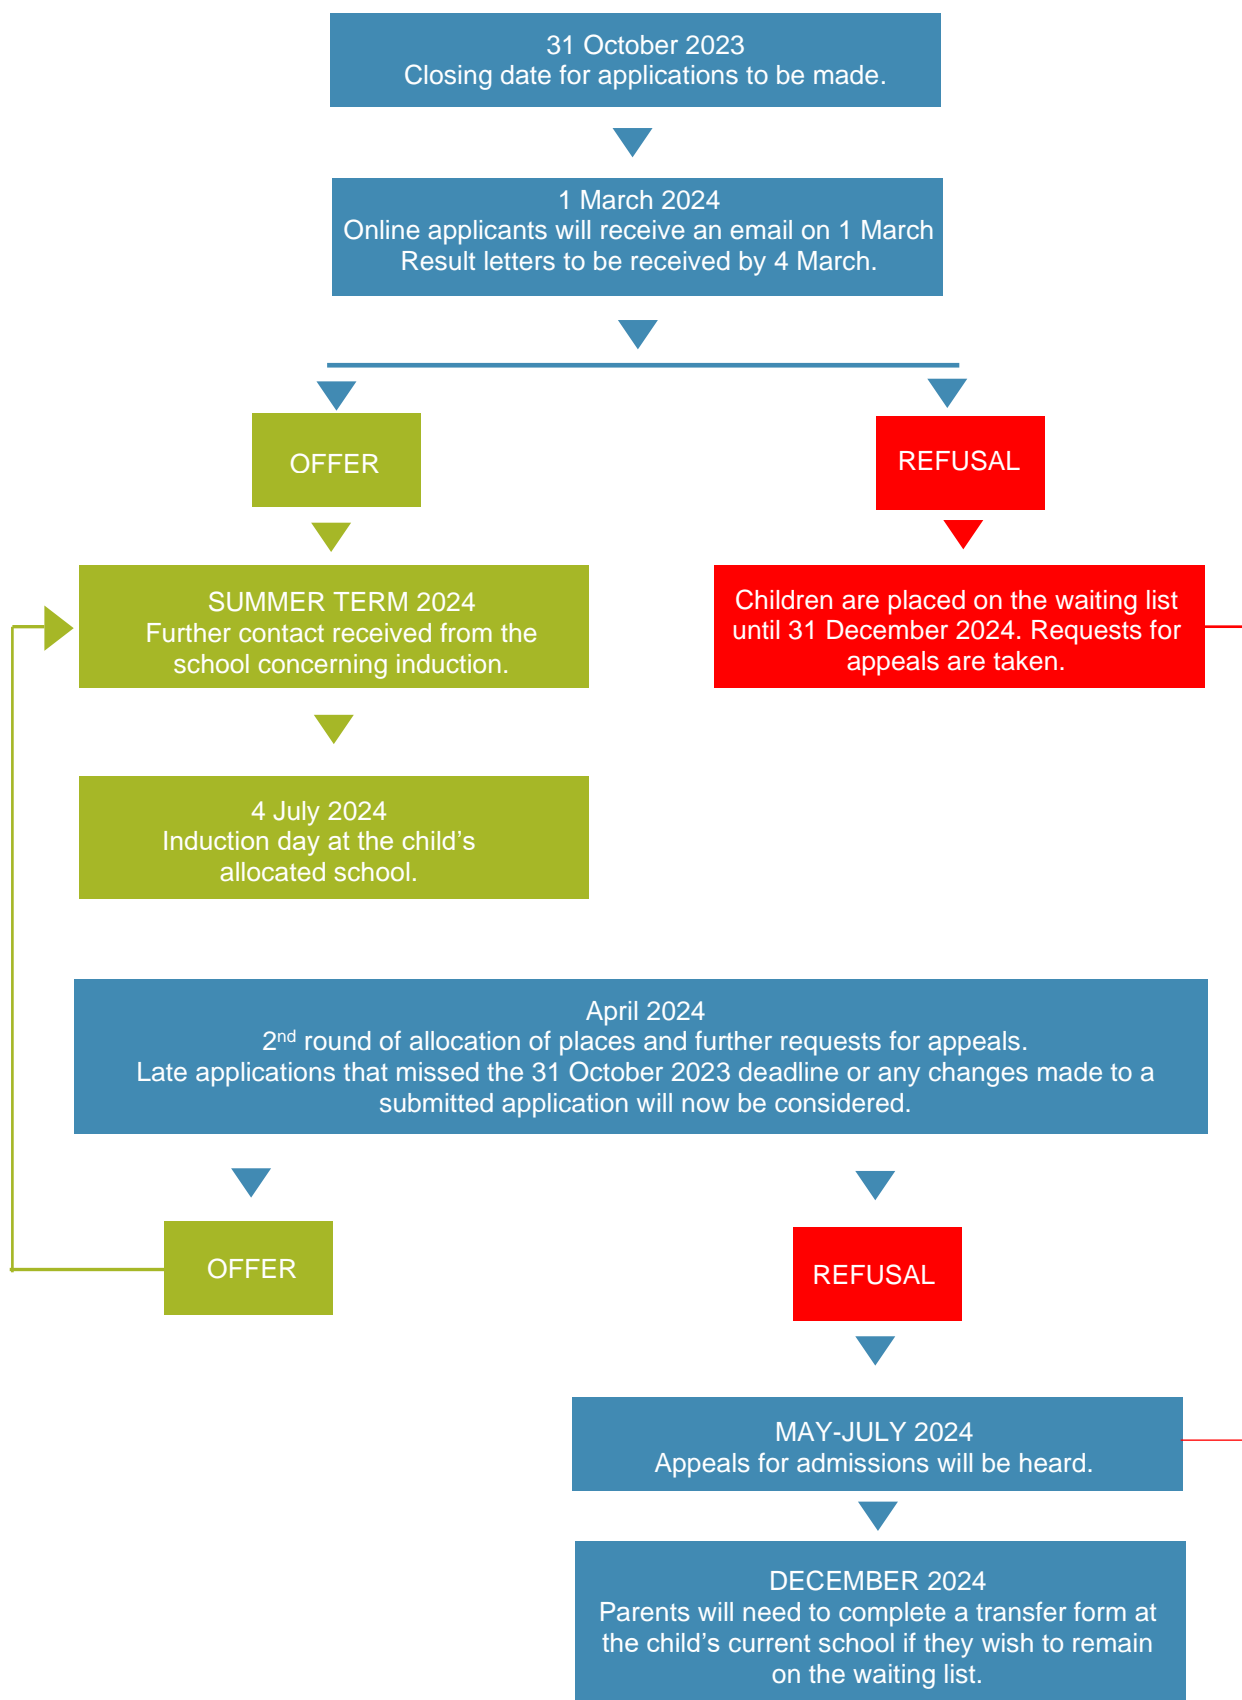 31 October 2023
Closing date for applications to be made.
1 March 2024
Online applicants will receive an email on 1 March
Result letters to be received by 4 March.
OFFER
REFUSAL
SUMMER TERM 2024
Further contact received from the
school concerning induction.
Children are placed on the waiting list
until 31 December 2024. Requests for
appeals are taken.
4 July 2024
Induction day at the child’s
allocated school.
April 2024
2nd round of allocation of places and further requests for appeals.
Late applications that missed the 31 October 2023 deadline or any changes made to a
submitted application will now be considered.
OFFER
REFUSAL
MAY-JULY 2024
Appeals for admissions will be heard.
DECEMBER 2024
Parents will need to complete a transfer form at
the child’s current school if they wish to remain
on the waiting list.